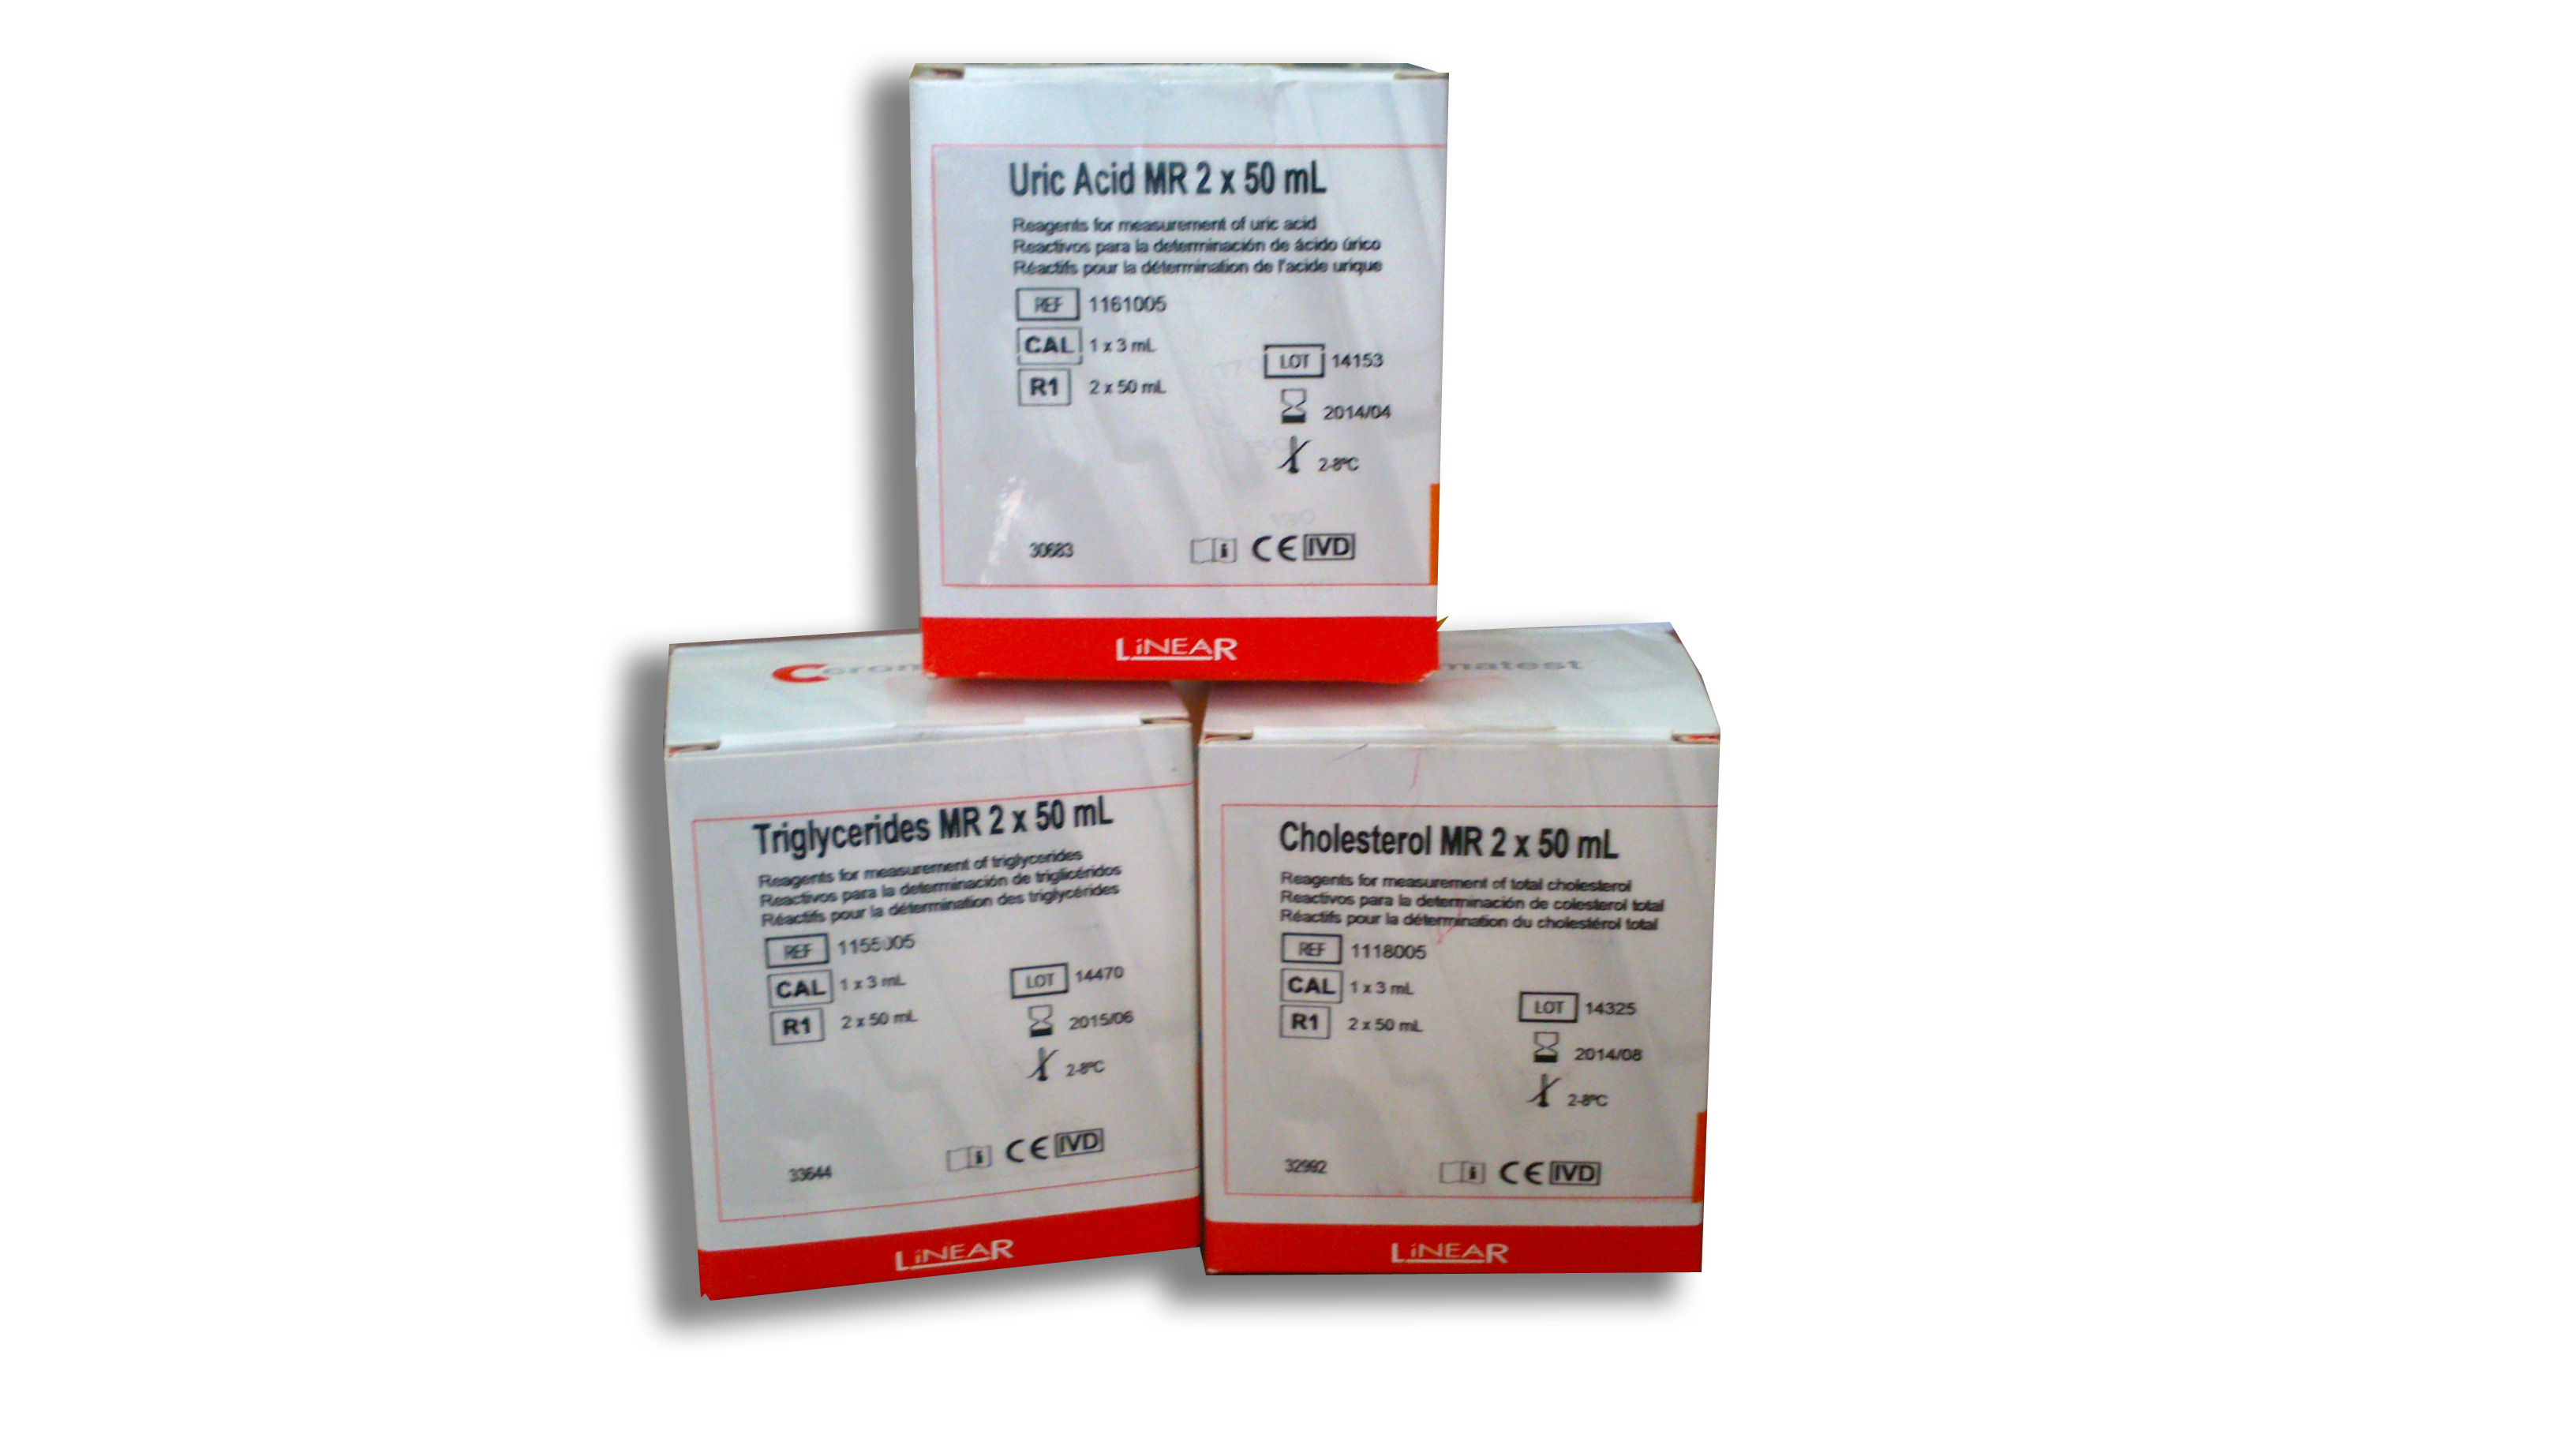 Uric Acid MR 2 x 50 mL
Reagents for measurement of uric acid
Reactivos para la determinación de ácido úrico
Réactifs pour la détermination de l'acide urique
REF 1161005
CAL 1 x 3 mL
LOT 14153
R1 2 x 50 mL
2014/04
2-8ºC
30683
i CE IVD
LiNEAR
matest
Triglycerides MR 2 x 50 mL
Reagents for measurement of triglycerides
Reactivos para la determinación de triglicéridos
Réactifs pour la détermination des triglycérides
REF 1155005
CAL 1 x 3 mL
LOT 14470
R1 2 x 50 mL
2015/06
2-8ºC
33644
i CE IVD
LiNEAR
Cholesterol MR 2 x 50 mL
Reagents for measurement of total cholesterol
Reactivos para la determinación de colesterol total
Réactifs pour la détermination du cholestérol total
REF 1118005
CAL 1 x 3 mL
LOT 14325
R1 2 x 50 mL
2014/08
2-8ºC
32992
i CE IVD
LiNEAR